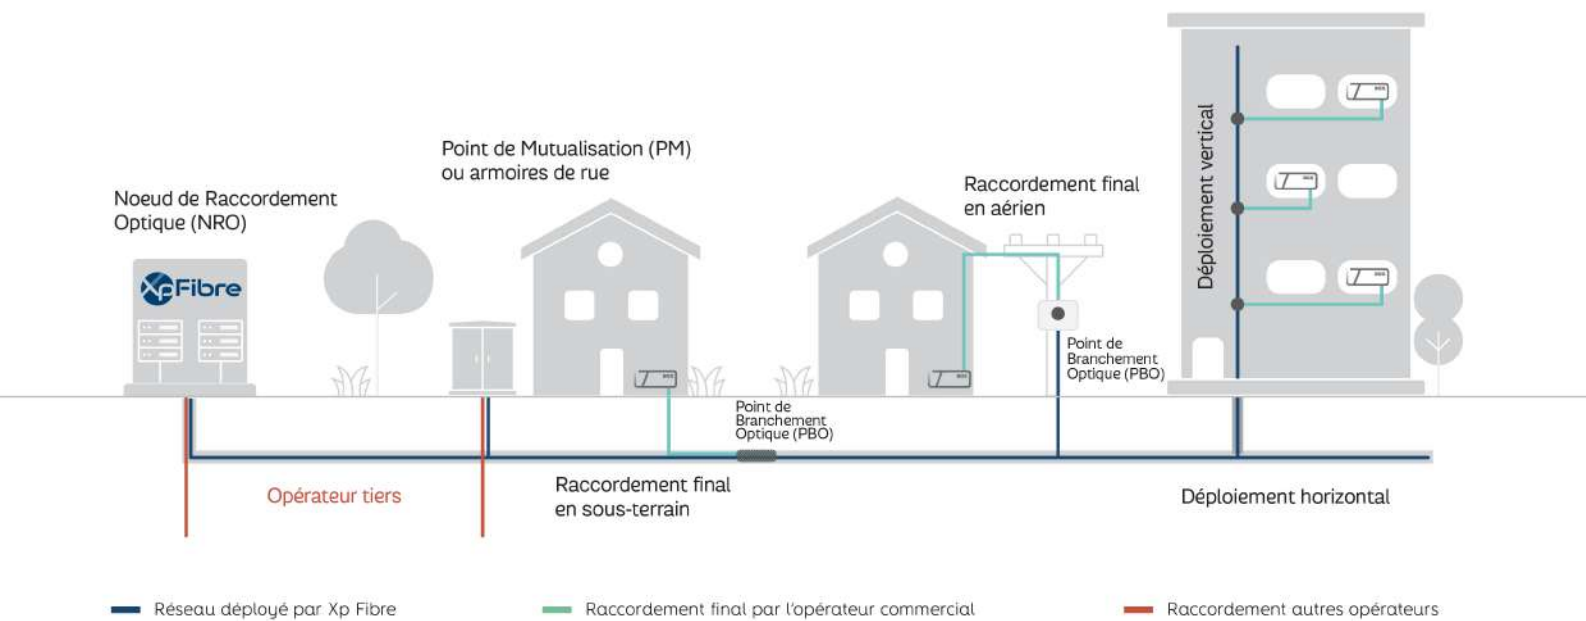 Point de Mutualisation (PM)
ou armoires de rue
Noeud de Raccordement
Optique (NRO)
Raccordement final
en aérien
Déploiement vertical
XpFibre
Point de
Branchement
Optique (PBO)
Point de
Branchement
Optique (PBO)
Opérateur tiers
Raccordement final
en sous-terrain
Déploiement horizontal
Réseau déployé par Xp Fibre
Raccordement final par l'opérateur commercial
Raccordement autres opérateurs